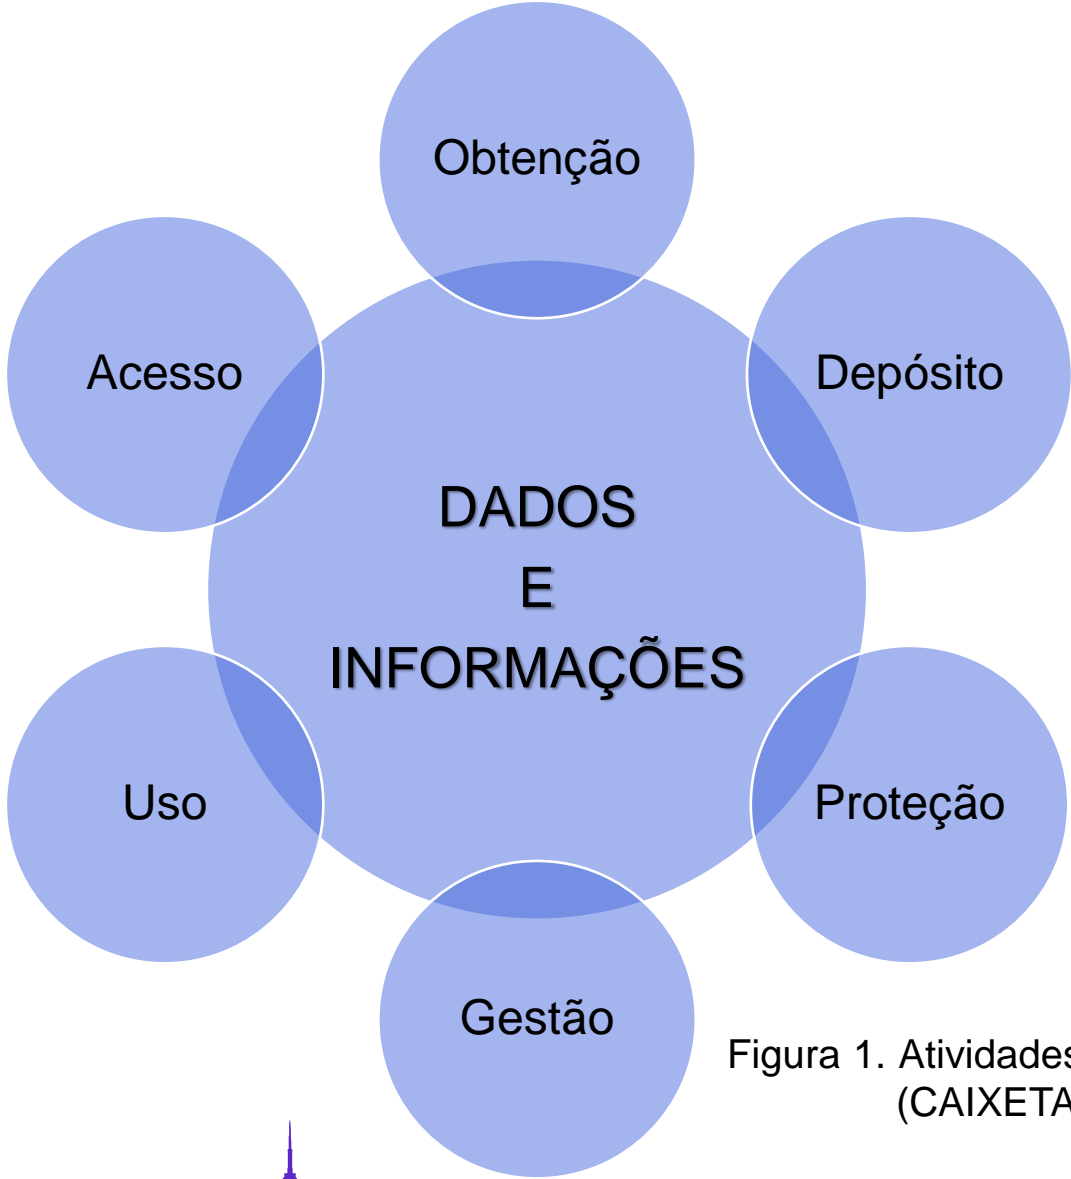 Obtenção
Acesso
Depósito
DADOS
E
INFORMAÇÕES
Uso
Proteção
Gestão
Figura 1. Atividades
(CAIXETA